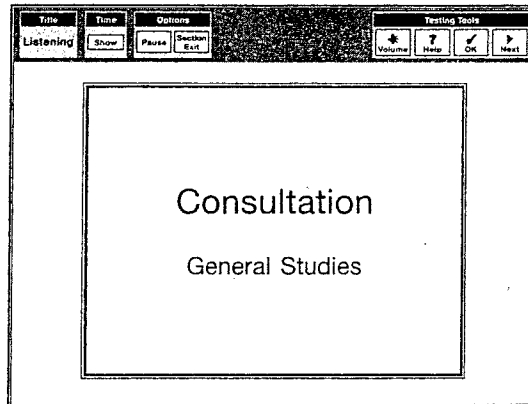 Title
Time
Options
Testing Tools
Listening
Show
Pause
Section
Exit
Volume
?
Help
OK
Next
Consultation
General Studies